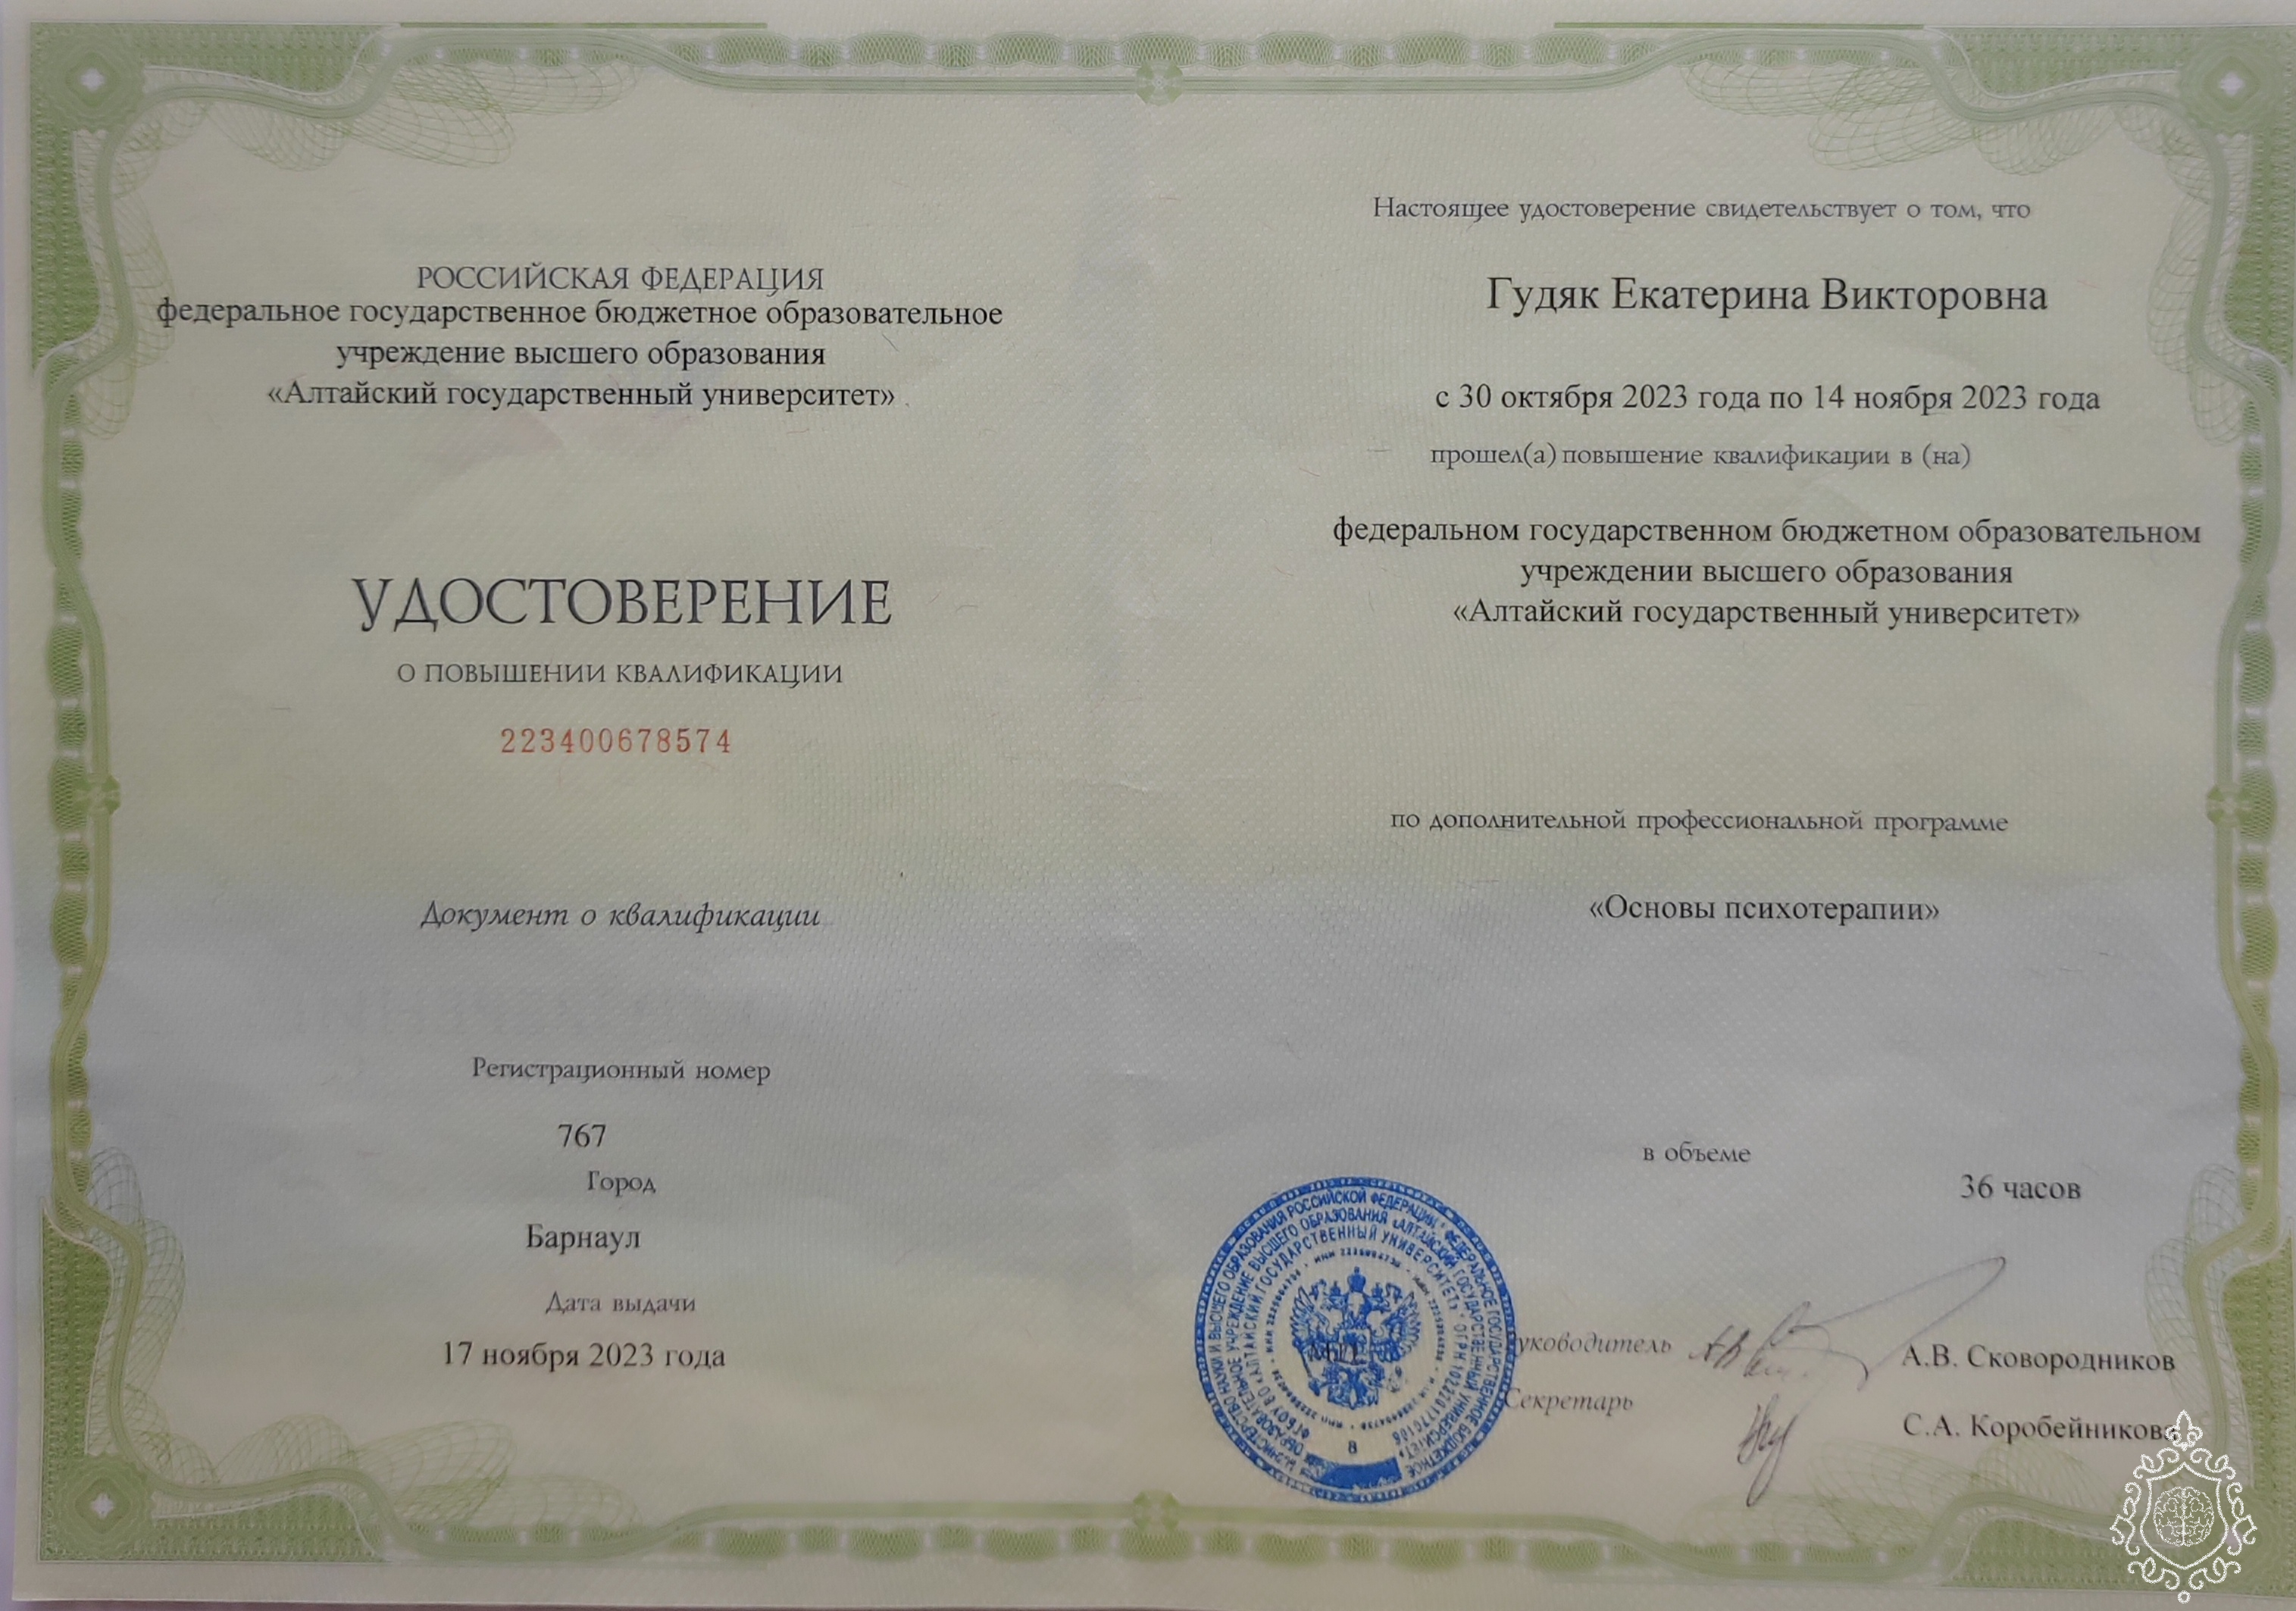 РОССИЙСКАЯ ФЕДЕРАЦИЯ
федеральное государственное бюджетное образовательное
учреждение высшего образования
«Алтайский государственный университет»
УДОСТОВЕРЕНИЕ
О ПОВЫШЕНИИ КВАЛИФИКАЦИИ
223400678574
Документ о квалификации
Регистрационный номер
767
Город
Барнаул
Дата выдачи
17 ноября 2023 года
Настоящее удостоверение свидетельствует о том, что
Гудяк Екатерина Викторовна
с 30 октября 2023 года по 14 ноября 2023 года
прошел(а) повышение квалификации в (на)
федеральном государственном бюджетном образовательном
учреждении высшего образования
«Алтайский государственный университет»
по дополнительной профессиональной программе
«Основы психотерапии»
в объеме
36 часов
уководитель
А.В. Сковородников
Секретарь
С.А. Коробейникова
8